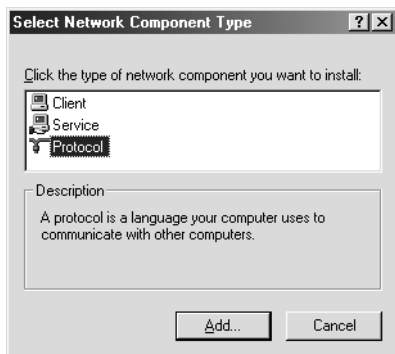 Select Network Component Type
Click the type of network component you want to install:
Client
Service
Protocol
Description
A protocol is a language your computer uses to
communicate with other computers.
Add...
Cancel